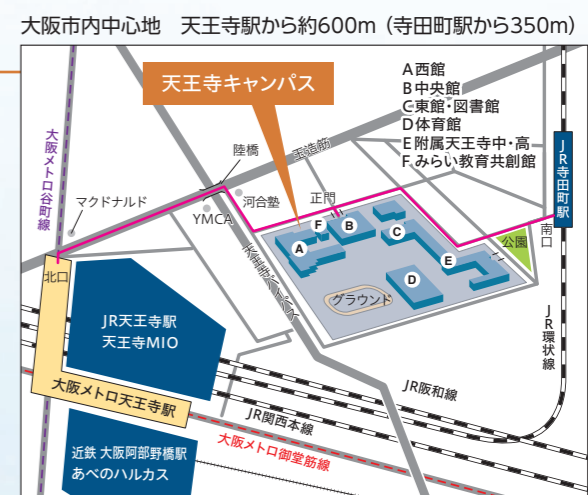 大阪市内中心地　天王寺駅から約600m（寺田町駅から350m）
天王寺キャンパス
A西館
B中央館
C東館・図書館
D体育館
E附属天王寺中・高
Fみらい教育共創館
大阪メトロ谷町線
マクドナルド
陸橋
玉造筋
YMCA
河合塾
正門
天王寺バイパス
F
B
A
C
E
D
グラウンド
公園
南口
JR寺田町駅
JR環状線
北口
JR天王寺駅
天王寺MIO
大阪メトロ天王寺駅
JR阪和線
JR関西本線
大阪メトロ御堂筋線
近鉄 大阪阿部野橋駅
あべのハルカス